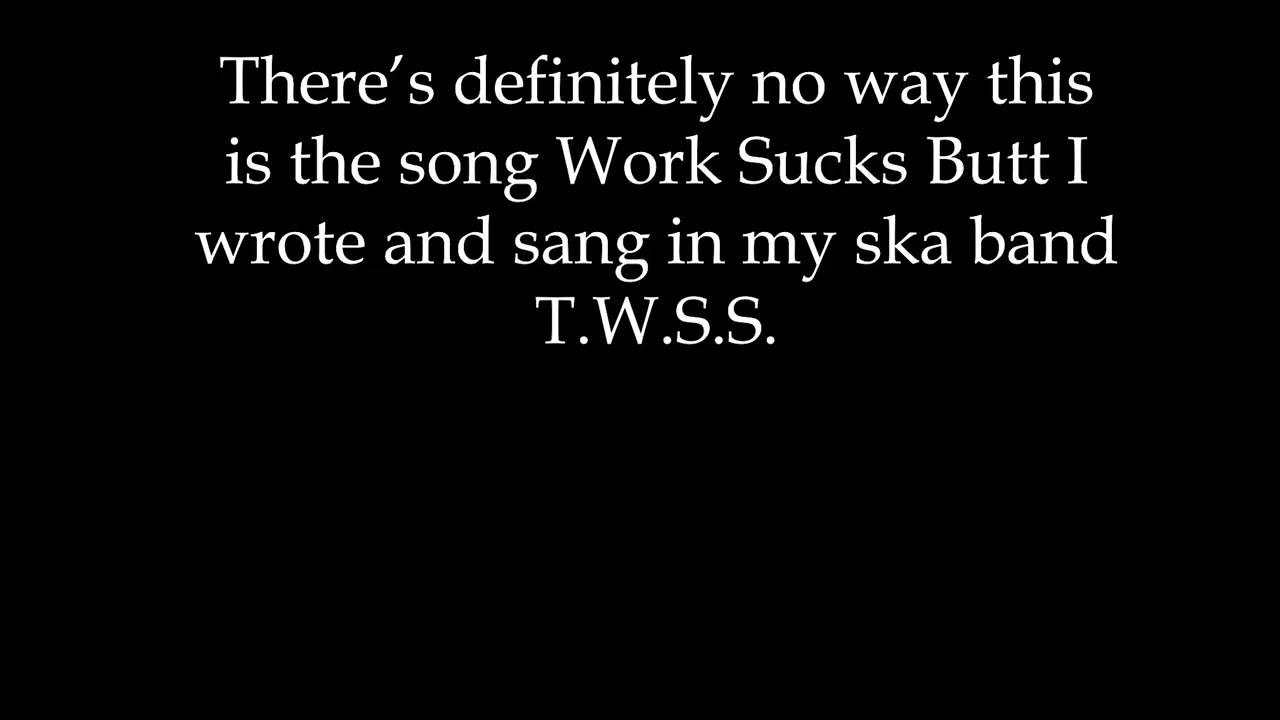 There’s definitely no way this
is the song Work Sucks Butt I
wrote and sang in my ska band
T.W.S.S.